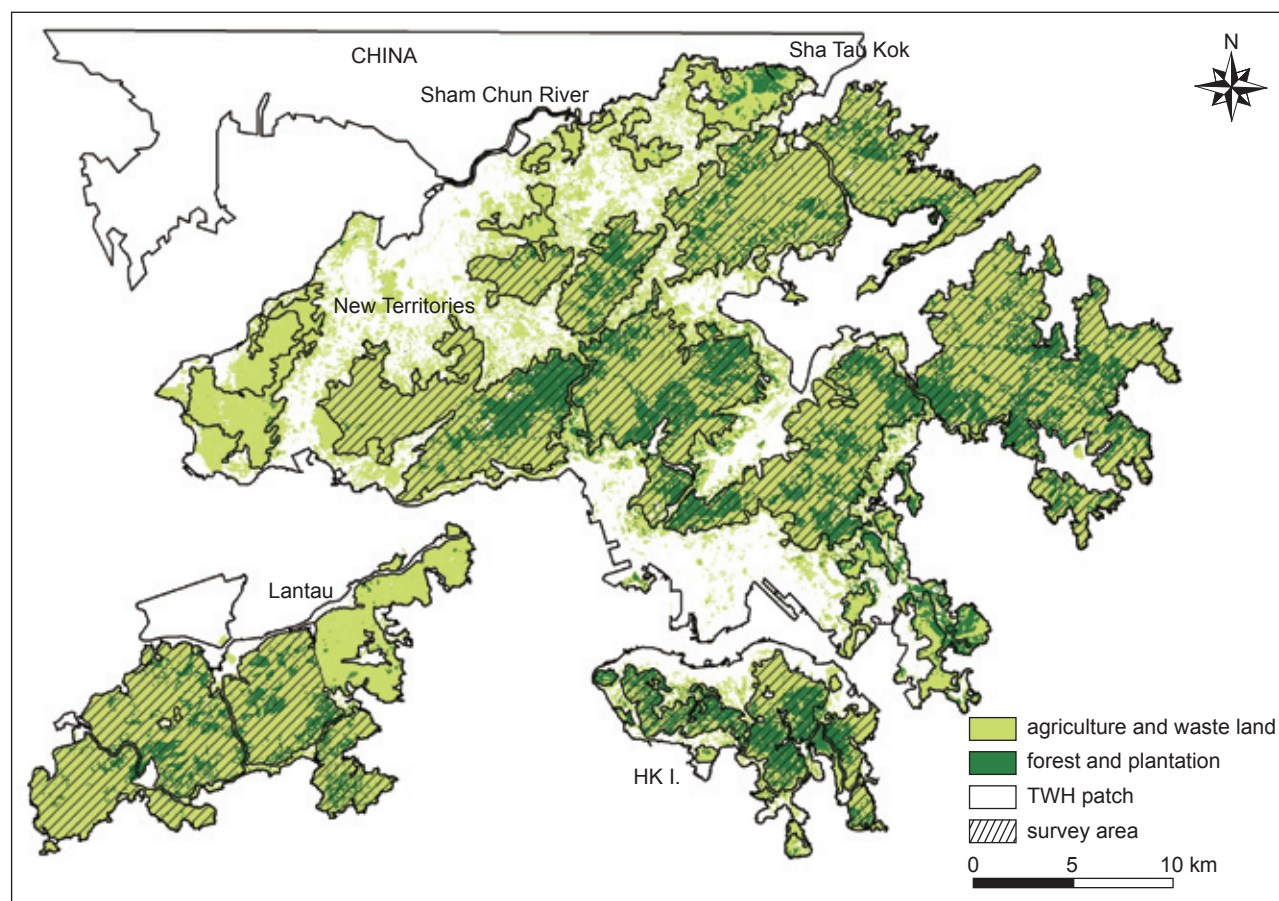 CHINA
Sha Tau Kok
N
Sham Chun River
New Territories
Lantau
HK I.
agriculture and waste land
forest and plantation
TWH patch
survey area
0 5 10 km